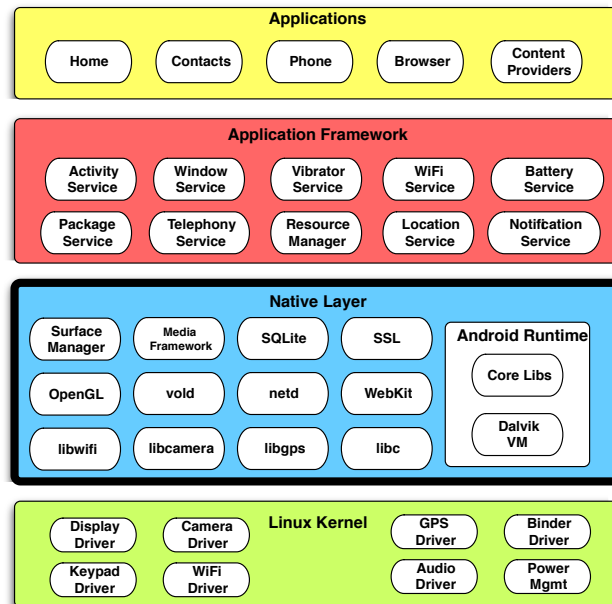 Applications
Home
Contacts
Phone
Browser
Content
Providers
Application Framework
Activity
Service
Window
Service
Vibrator
Service
WiFi
Service
Battery
Service
Package
Service
Telephony
Service
Resource
Manager
Location
Service
Notification
Service
Native Layer
Surface
Manager
Media
Framework
SQLite
SSL
OpenGL
vold
netd
WebKit
libwifi
libcamera
libgps
libc
Android Runtime
Core Libs
Dalvik
VM
Linux Kernel
Display
Driver
Camera
Driver
GPS
Driver
Binder
Driver
Keypad
Driver
WiFi
Driver
Audio
Driver
Power
Mgmt